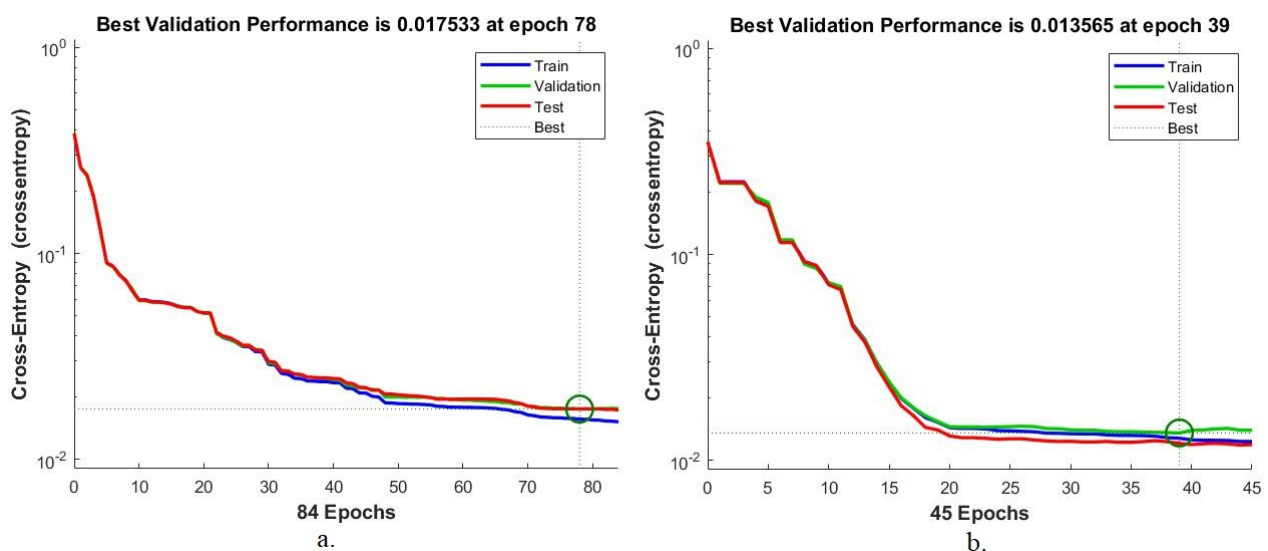 Best Validation Performance is 0.017533 at epoch 78
10^0
10^-1
10^-2
Cross-Entropy (crossentropy)
Train
Validation
Test
Best
0 10 20 30 40 50 60 70 80
84 Epochs
a.
Best Validation Performance is 0.013565 at epoch 39
10^0
10^-1
10^-2
Cross-Entropy (crossentropy)
Train
Validation
Test
Best
0 5 10 15 20 25 30 35 40 45
45 Epochs
b.